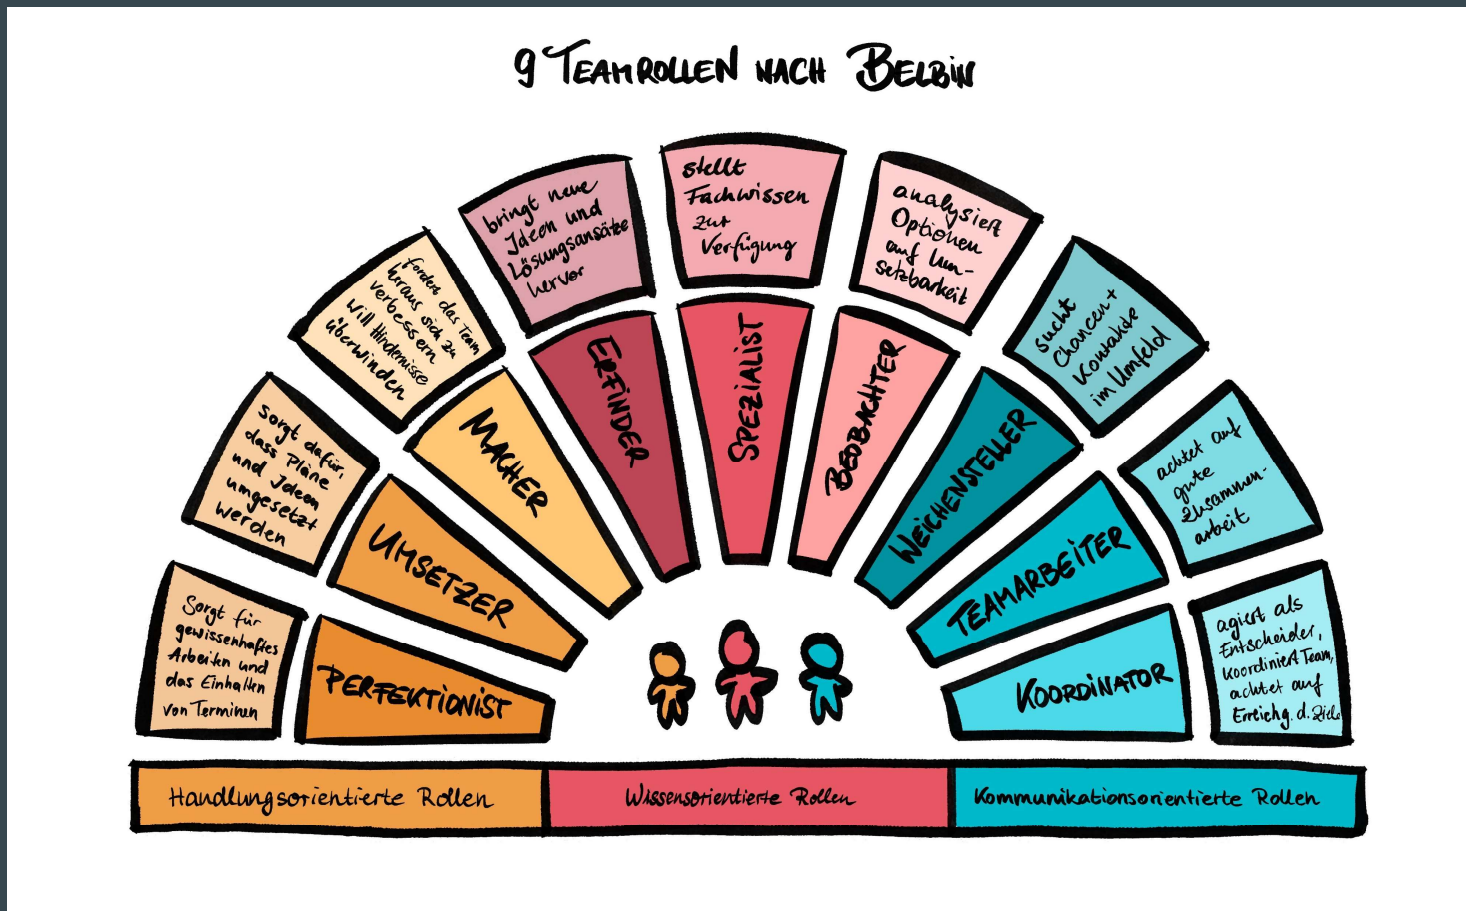 9 TEAMROLLEN NACH BELBIN
Sorgt für
gewissenhaftes
Arbeiten und
das Einhalten
von Terminen
PERFEKTIONIST
sorgt dafür,
dass Pläne
und Ideen
umgesetzt
werden
UMSETZER
fordert das Team
heraus sich zu
verbessern
will Hindernisse
überwinden
MACHER
bringt neue
Ideen und
Lösungsansätze
hervor
ERFINDER
stellt
Fachwissen
zur
Verfügung
SPEZIALIST
analysiert
Optionen
auf Um-
setzbarkeit
BEOBACHTER
sucht
Chancen +
Kontakte
im Umfeld
WEICHENSTELLER
achtet auf
gute
Zusammen-
arbeit
TEAMARBEITER
agiert als
Entscheider,
koordiniert Team,
achtet auf
Erreichg. d. Ziele
KOORDINATOR
Handlungsorientierte Rollen
Wissensorientierte Rollen
Kommunikationsorientierte Rollen